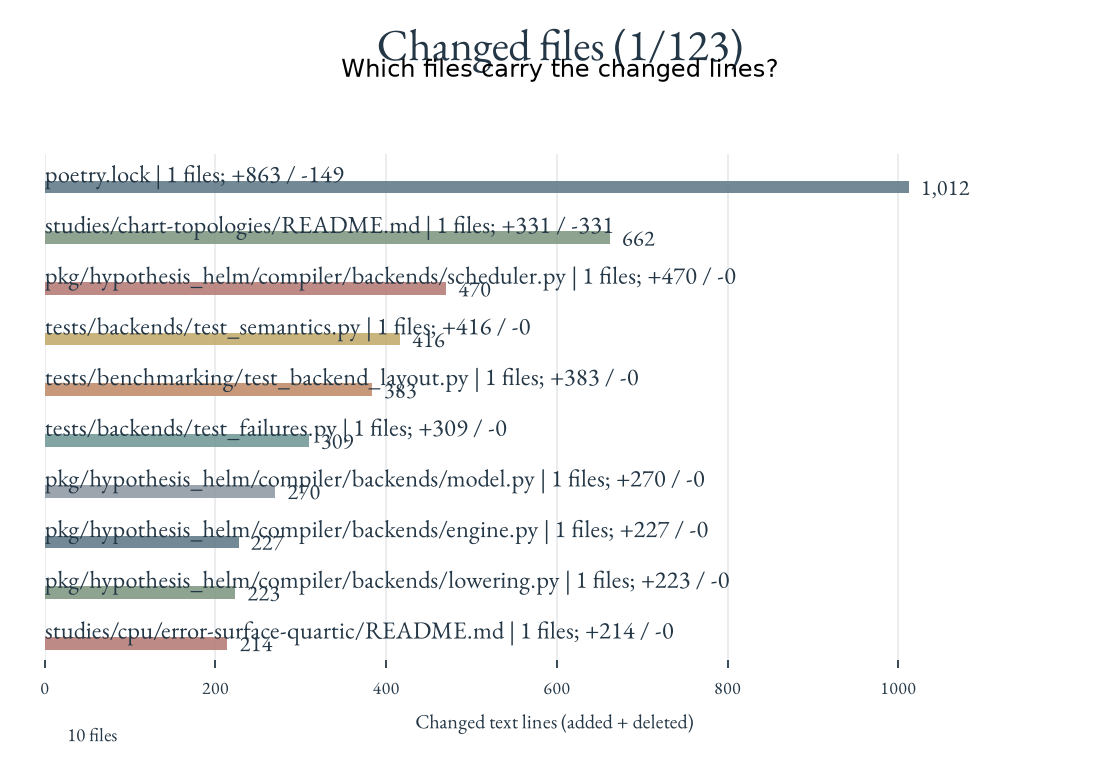 Changed files (1/123)
Which files carry the changed lines?
poetry.lock | 1 files; +863 / -149
1,012
studies/chart-topologies/README.md | 1 files; +331 / -331
662
pkg/hypothesis_helm/compiler/backends/scheduler.py | 1 files; +470 / -0
470
tests/backends/test_semantics.py | 1 files; +416 / -0
416
tests/benchmarking/test_backend_layout.py | 1 files; +383 / -0
383
tests/backends/test_failures.py | 1 files; +309 / -0
309
pkg/hypothesis_helm/compiler/backends/model.py | 1 files; +270 / -0
270
pkg/hypothesis_helm/compiler/backends/engine.py | 1 files; +227 / -0
227
pkg/hypothesis_helm/compiler/backends/lowering.py | 1 files; +223 / -0
223
studies/cpu/error-surface-quartic/README.md | 1 files; +214 / -0
214
0 200 400 600 800 1000
Changed text lines (added + deleted)
10 files